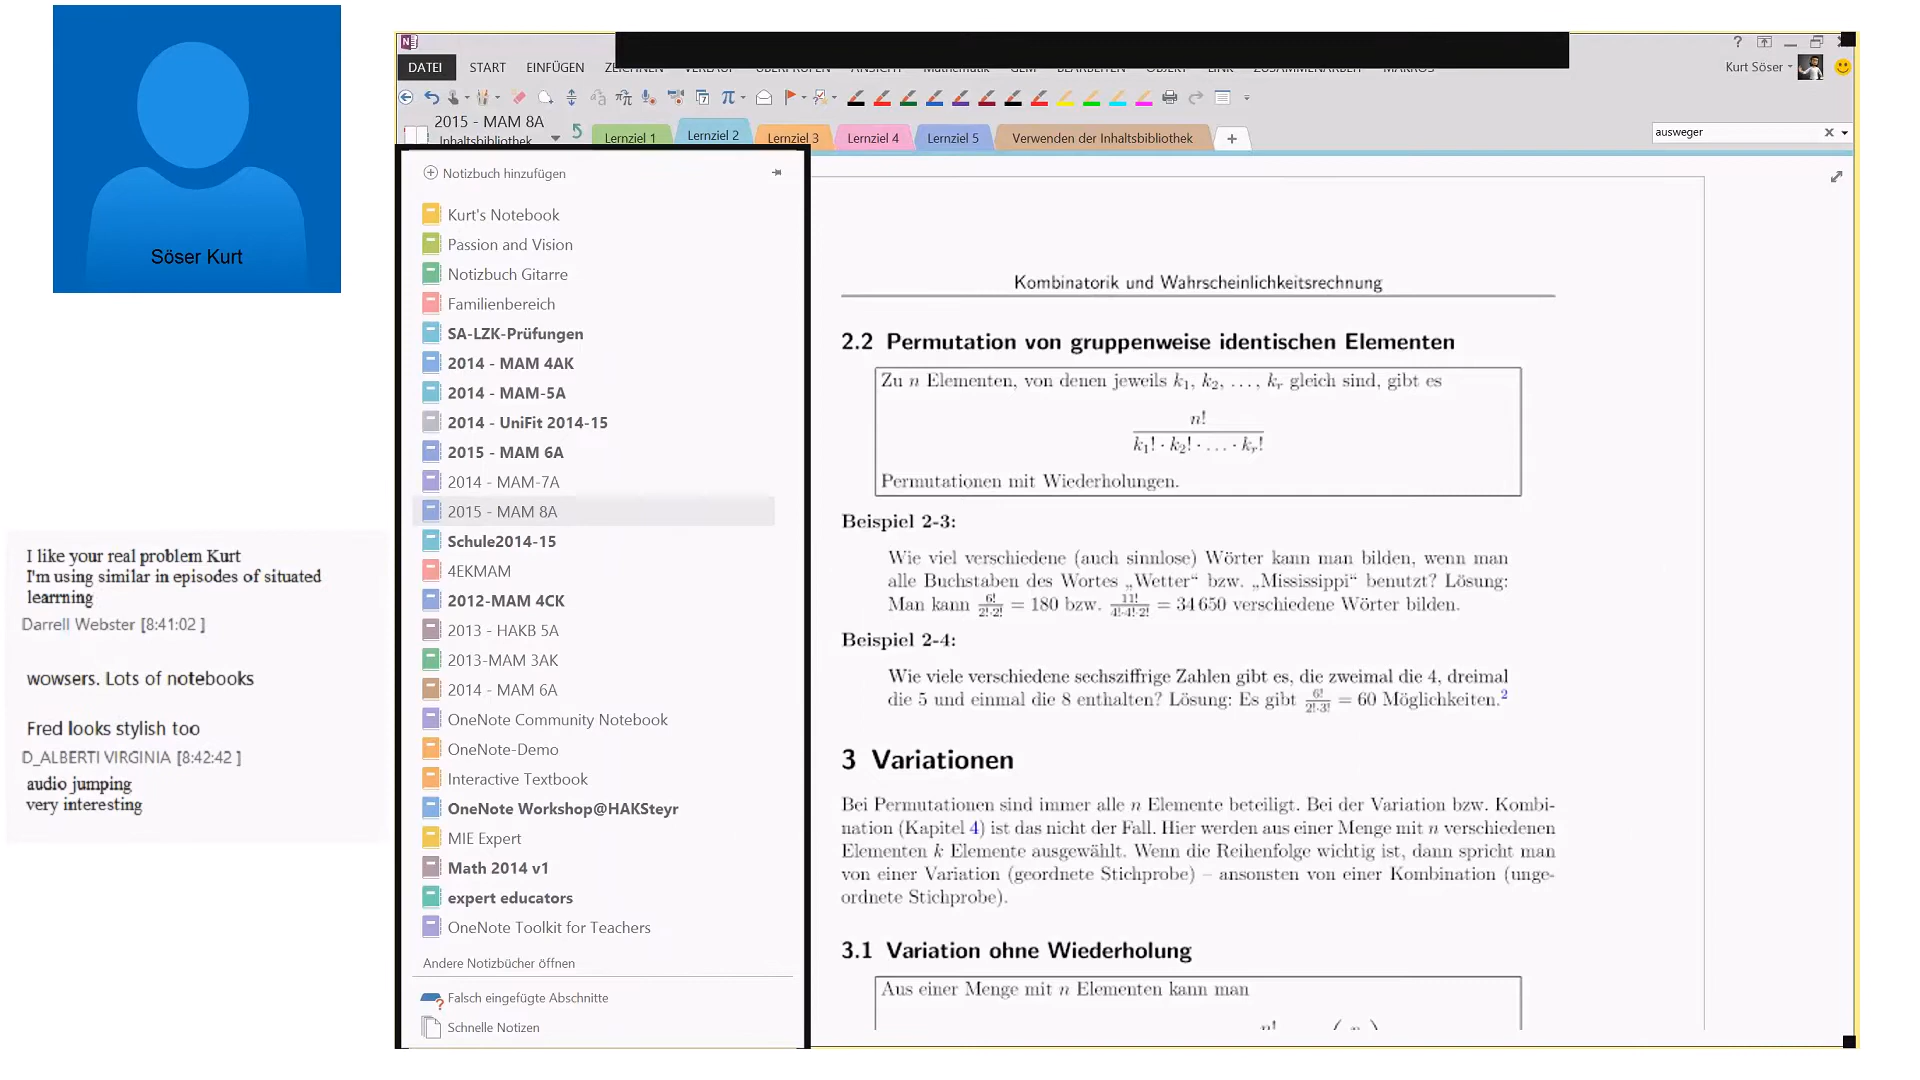 Söser Kurt
I like your real problem Kurt
I'm using similar in episodes of situated
learrning
Darrell Webster [8:41:02 ]
wowsers. Lots of notebooks
Fred looks stylish too
D_ALBERTI VIRGINIA [8:42:42 ]
audio jumping
very interesting
DATEI START EINFÜGEN
Kurt Söser
2015 - MAM 8A
Inhaltsbibliothek
Lernziel 1 Lernziel 2 Lernziel 3 Lernziel 4 Lernziel 5 Verwenden der Inhaltsbibliothek +
ausweger
Notizbuch hinzufügen
Kurt's Notebook
Passion and Vision
Notizbuch Gitarre
Familienbereich
SA-LZK-Prüfungen
2014 - MAM 4AK
2014 - MAM-5A
2014 - UniFit 2014-15
2015 - MAM 6A
2014 - MAM-7A
2015 - MAM 8A
Schule2014-15
4EKMAM
2012-MAM 4CK
2013 - HAKB 5A
2013-MAM 3AK
2014 - MAM 6A
OneNote Community Notebook
OneNote-Demo
Interactive Textbook
OneNote Workshop@HAKSteyr
MIE Expert
Math 2014 v1
expert educators
OneNote Toolkit for Teachers
Andere Notizbücher öffnen
Falsch eingefügte Abschnitte
Schnelle Notizen
Kombinatorik und Wahrscheinlichkeitsrechnung
2.2 Permutation von gruppenweise identischen Elementen
Zu n Elementen, von denen jeweils k₁, k₂, . . . , kᵣ gleich sind, gibt es
n!
k₁! · k₂! · . . . · kᵣ!
Permutationen mit Wiederholungen.
Beispiel 2-3:
Wie viel verschiedene (auch sinnlose) Wörter kann man bilden, wenn man
alle Buchstaben des Wortes „Wetter“ bzw. „Mississippi“ benutzt? Lösung:
Man kann 6!/2!·2! = 180 bzw. 11!/4!·4!·2! = 34 650 verschiedene Wörter bilden.
Beispiel 2-4:
Wie viele verschiedene sechsziffrige Zahlen gibt es, die zweimal die 4, dreimal
die 5 und einmal die 8 enthalten? Lösung: Es gibt 6!/2!·3! = 60 Möglichkeiten.²
3 Variationen
Bei Permutationen sind immer alle n Elemente beteiligt. Bei der Variation bzw. Kombi-
nation (Kapitel 4) ist das nicht der Fall. Hier werden aus einer Menge mit n verschiedenen
Elementen k Elemente ausgewählt. Wenn die Reihenfolge wichtig ist, dann spricht man
von einer Variation (geordnete Stichprobe) – ansonsten von einer Kombination (unge-
ordnete Stichprobe).
3.1 Variation ohne Wiederholung
Aus einer Menge mit n Elementen kann man